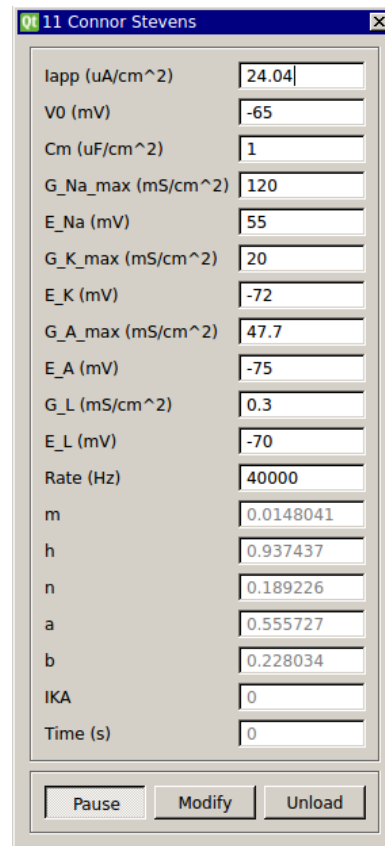 11 Connor Stevens
Iapp (uA/cm^2) 24.04
V0 (mV) -65
Cm (uF/cm^2) 1
G_Na_max (mS/cm^2) 120
E_Na (mV) 55
G_K_max (mS/cm^2) 20
E_K (mV) -72
G_A_max (mS/cm^2) 47.7
E_A (mV) -75
G_L (mS/cm^2) 0.3
E_L (mV) -70
Rate (Hz) 40000
m 0.0148041
h 0.937437
n 0.189226
a 0.555727
b 0.228034
IKA 0
Time (s) 0
Pause Modify Unload